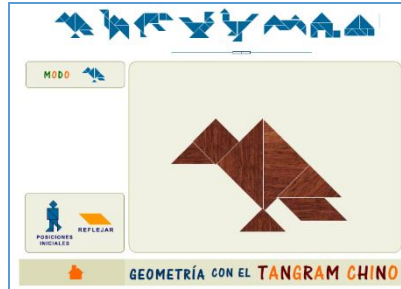 MODO
POSICIONES
INICIALES
REFLEJAR
GEOMETRÍA CON EL TANGRAM CHINO